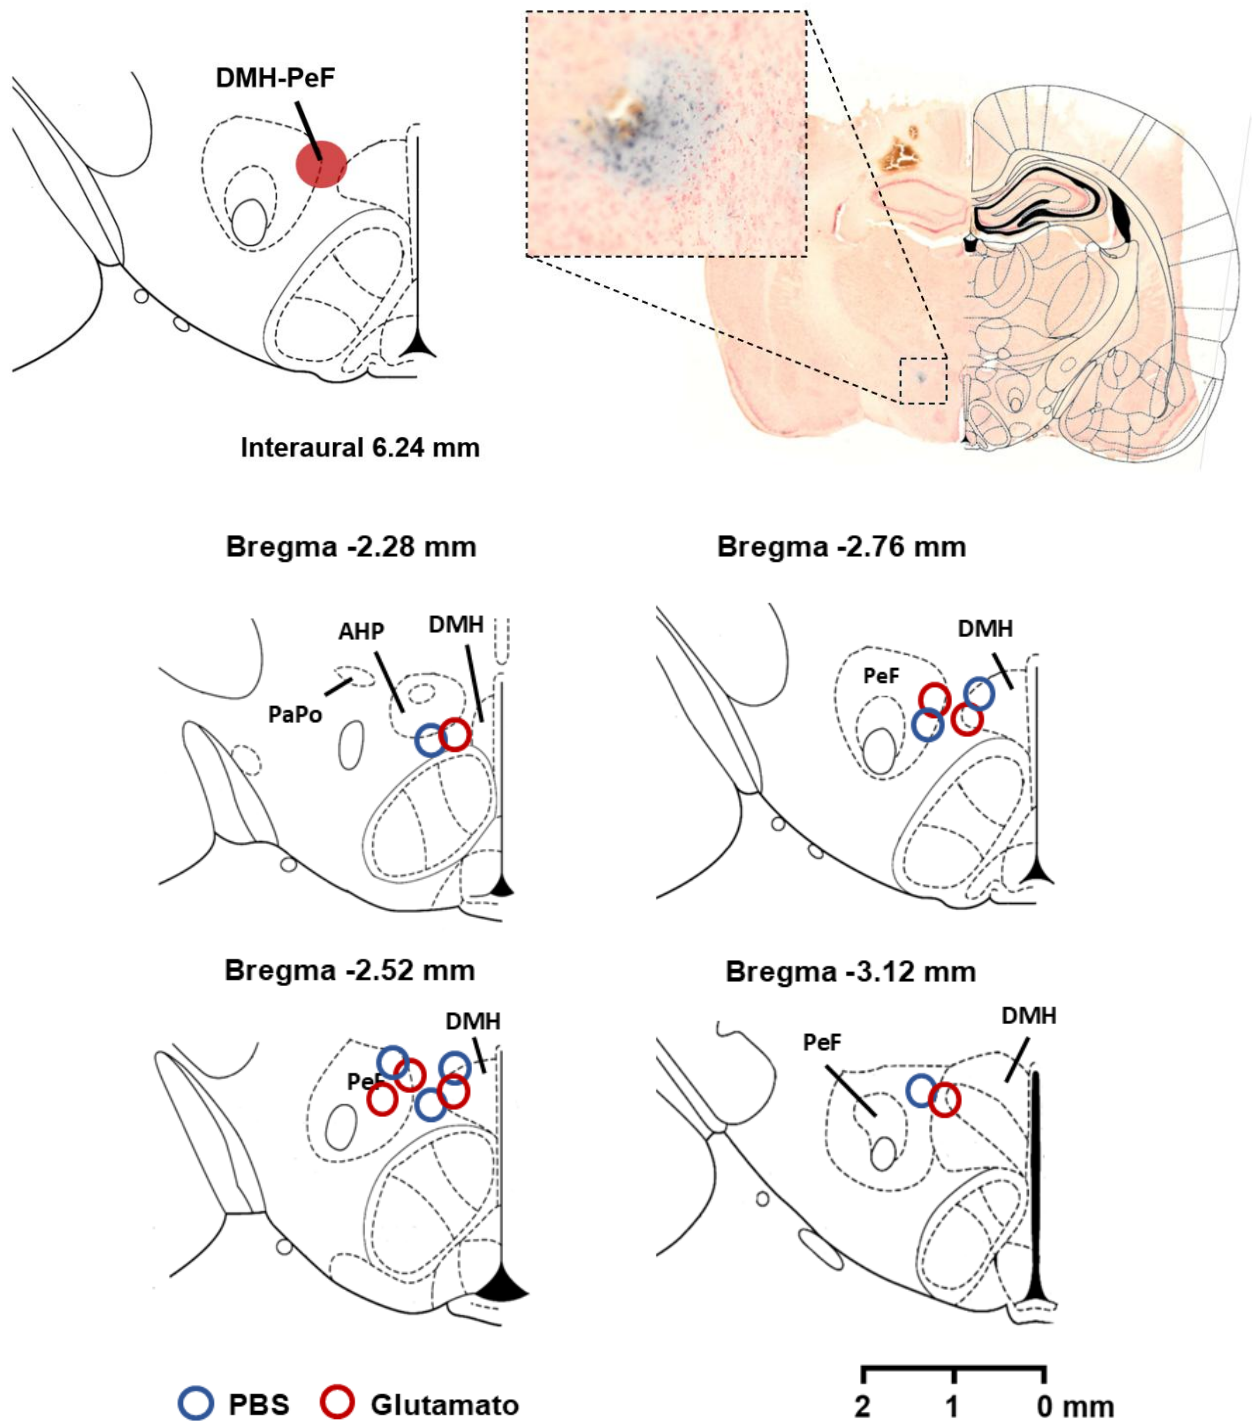 DMH-PeF
Interaural 6.24 mm
Bregma -2.28 mm
Bregma -2.76 mm
AHP
DMH
PaPo
DMH
PeF
Bregma -2.52 mm
Bregma -3.12 mm
DMH
PeF
DMH
PeF
PBS
Glutamato
2 1 0 mm